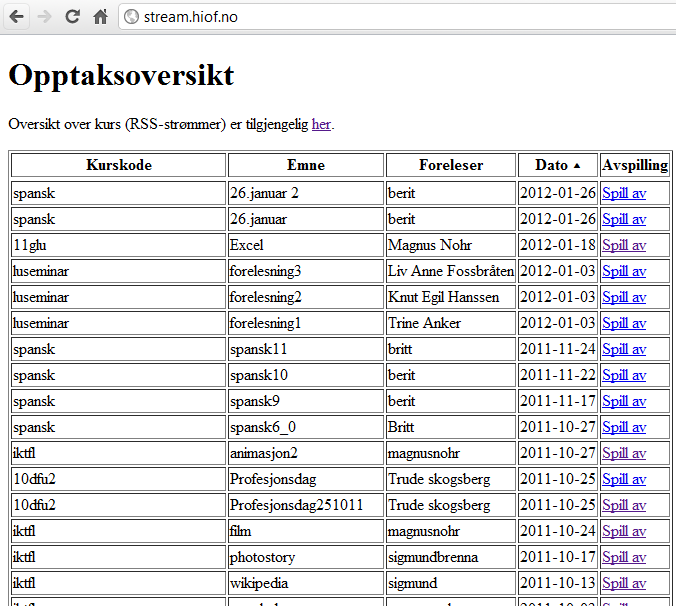 stream.hiof.no
Opptaksoversikt
Oversikt over kurs (RSS-strømmer) er tilgjengelig her.
Kurskode Emne Foreleser Dato Avspilling
spansk 26.januar 2 berit 2012-01-26 Spill av
spansk 26.januar berit 2012-01-26 Spill av
11glu Excel Magnus Nohr 2012-01-18 Spill av
luseminar forelesning3 Liv Anne Fossbråten 2012-01-03 Spill av
luseminar forelesning2 Knut Egil Hanssen 2012-01-03 Spill av
luseminar forelesning1 Trine Anker 2012-01-03 Spill av
spansk spansk11 britt 2011-11-24 Spill av
spansk spansk10 berit 2011-11-22 Spill av
spansk spansk9 berit 2011-11-17 Spill av
spansk spansk6_0 Britt 2011-10-27 Spill av
iktfl animasjon2 magnusnohr 2011-10-27 Spill av
10dfu2 Profesjonsdag Trude skogsberg 2011-10-25 Spill av
10dfu2 Profesjonsdag251011 Trude skogsberg 2011-10-25 Spill av
iktfl film magnusnohr 2011-10-24 Spill av
iktfl photostory sigmundbrenna 2011-10-17 Spill av
iktfl wikipedia sigmund 2011-10-13 Spill av